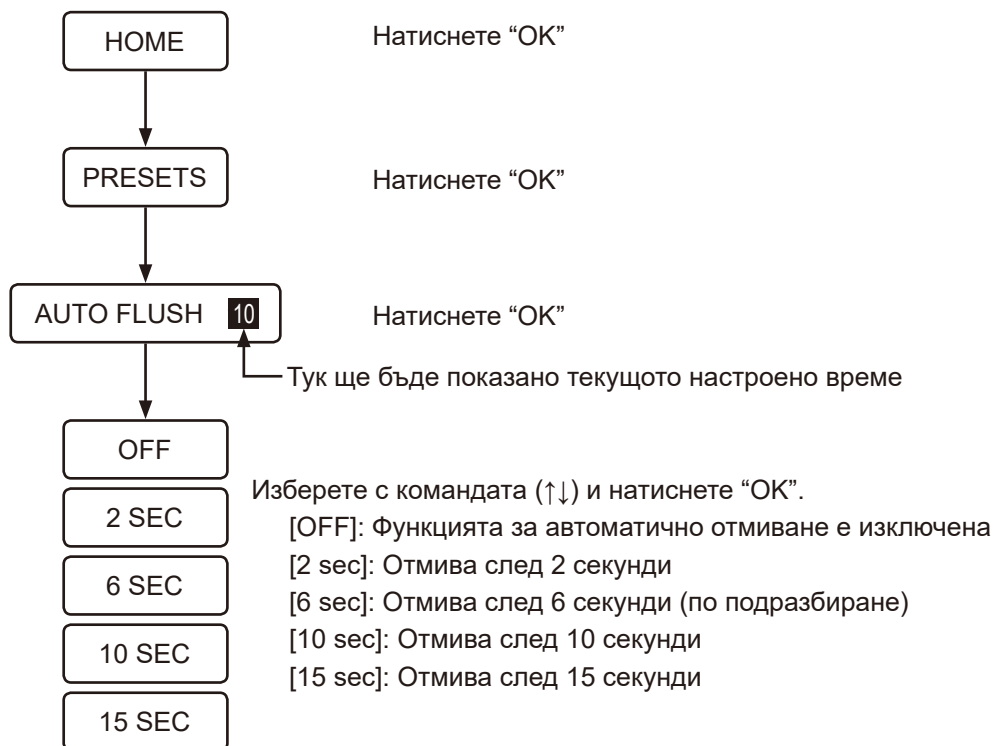 HOME Натиснете “OK”
PRESETS Натиснете “OK”
AUTO FLUSH 10 Натиснете “OK”
Тук ще бъде показано текущото настроено време
OFF
Изберете с командата (↑↓) и натиснете “OK”.
2 SEC
[OFF]: Функцията за автоматично отмиване е изключена
[2 sec]: Отмива след 2 секунди
6 SEC
[6 sec]: Отмива след 6 секунди (по подразбиране)
[10 sec]: Отмива след 10 секунди
10 SEC
[15 sec]: Отмива след 15 секунди
15 SEC